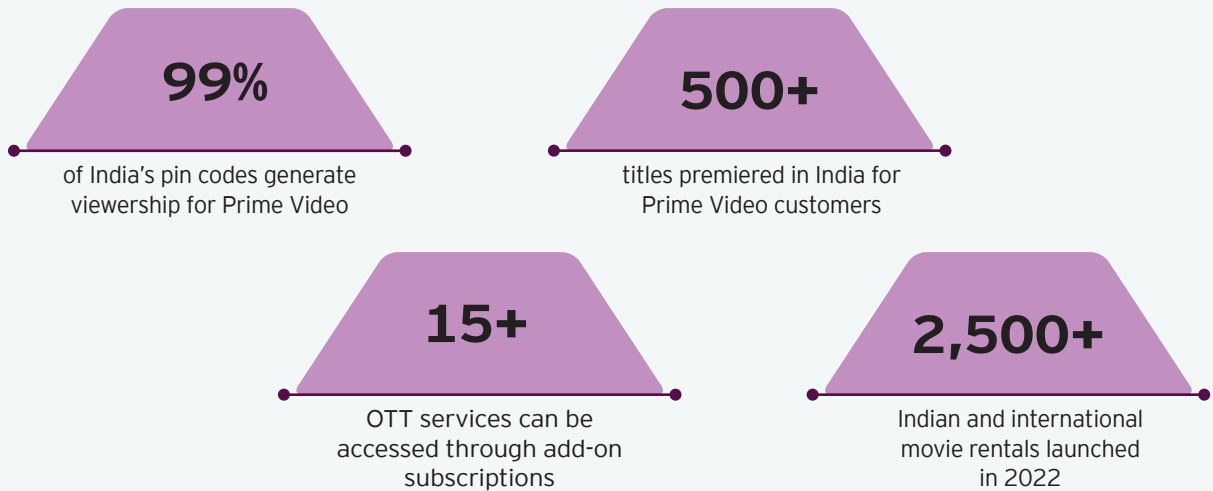 99%
of India's pin codes generate
viewership for Prime Video
500+
titles premiered in India for
Prime Video customers
15+
OTT services can be
accessed through add-on
subscriptions
2,500+
Indian and international
movie rentals launched
in 2022